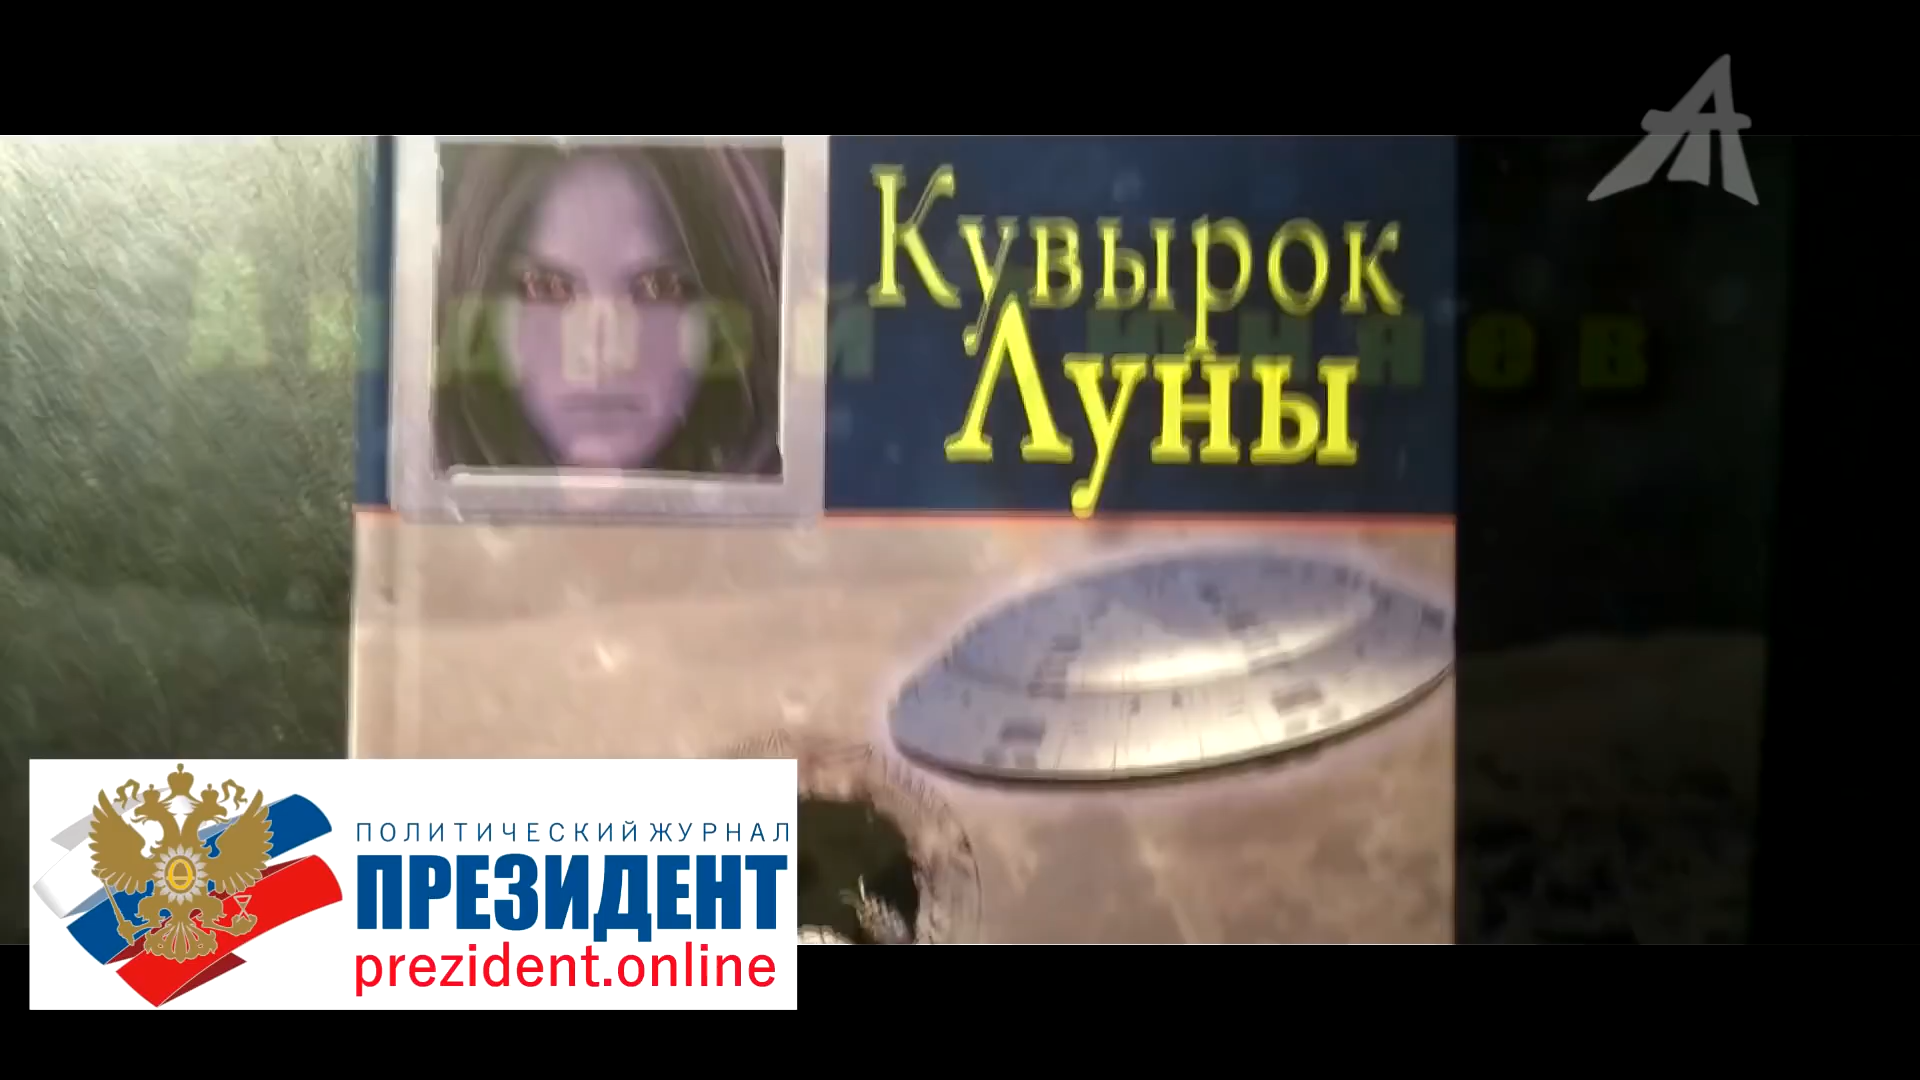 Кувырок
Луны
ПОЛИТИЧЕСКИЙ ЖУРНАЛ
ПРЕЗИДЕНТ
prezident.online